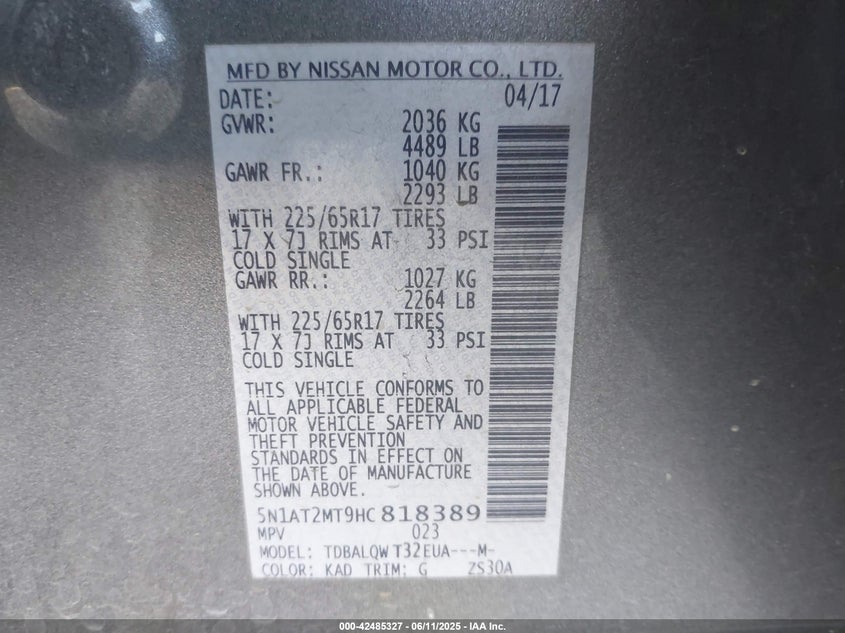 MFD BY NISSAN MOTOR CO., LTD.
DATE: 04/17
GVWR: 2036 KG
4489 LB
GAWR FR.: 1040 KG
2293 LB
WITH 225/65R17 TIRES
17 X 7J RIMS AT 33 PSI
COLD SINGLE
GAWR RR.: 1027 KG
2264 LB
WITH 225/65R17 TIRES
17 X 7J RIMS AT 33 PSI
COLD SINGLE
THIS VEHICLE CONFORMS TO
ALL APPLICABLE FEDERAL
MOTOR VEHICLE SAFETY AND
THEFT PREVENTION
STANDARDS IN EFFECT ON
THE DATE OF MANUFACTURE
SHOWN ABOVE.
5N1AT2MT9HC818389
MPV 023
MODEL: TDBALQW T32EUA---M-
COLOR: KAD TRIM: G ZS30A
000-42485327 - 06/11/2025 - IAA Inc.